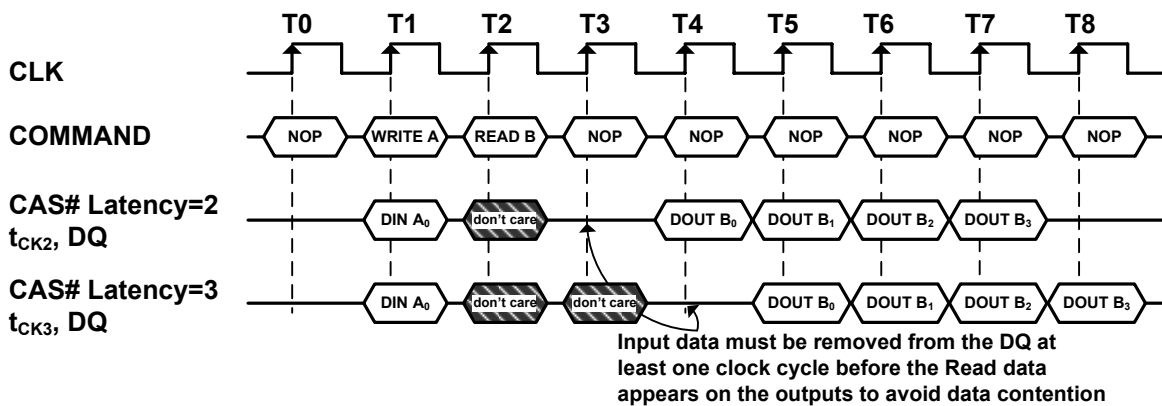 T0 T1 T2 T3 T4 T5 T6 T7 T8
CLK
COMMAND NOP WRITE A READ B NOP NOP NOP NOP NOP NOP
CAS# Latency=2
tCK2, DQ DIN A0 don't care DOUT B0 DOUT B1 DOUT B2 DOUT B3
CAS# Latency=3
tCK3, DQ DIN A0 don't care don't care DOUT B0 DOUT B1 DOUT B2 DOUT B3
Input data must be removed from the DQ at
least one clock cycle before the Read data
appears on the outputs to avoid data contention